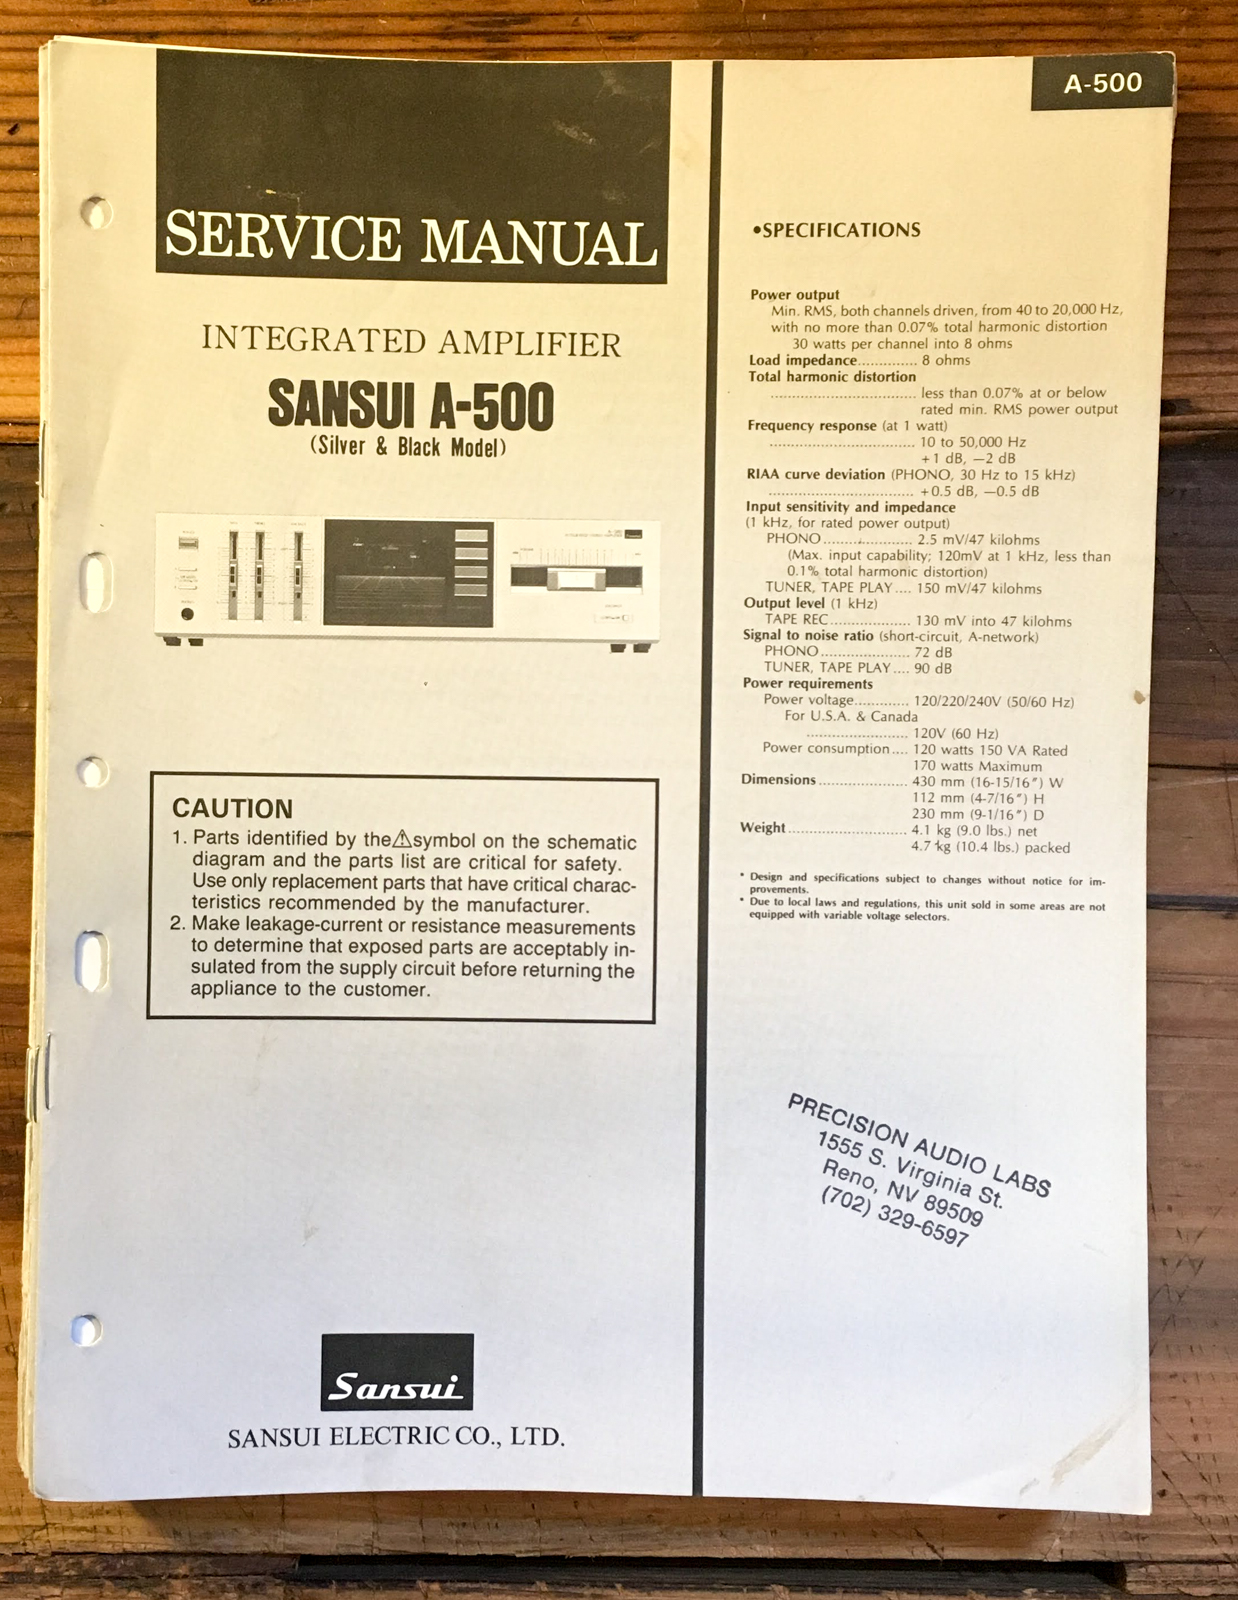 A-500
SERVICE MANUAL
INTEGRATED AMPLIFIER
SANSUI A-500
(Silver & Black Model)
CAUTION
1. Parts identified by the⚠symbol on the schematic
diagram and the parts list are critical for safety.
Use only replacement parts that have critical charac-
teristics recommended by the manufacturer.
2. Make leakage-current or resistance measurements
to determine that exposed parts are acceptably in-
sulated from the supply circuit before returning the
appliance to the customer.
Sansui
SANSUI ELECTRIC CO., LTD.
•SPECIFICATIONS
Power output
Min. RMS, both channels driven, from 40 to 20,000 Hz,
with no more than 0.07% total harmonic distortion
30 watts per channel into 8 ohms
Load impedance.............. 8 ohms
Total harmonic distortion
.................................. less than 0.07% at or below
rated min. RMS power output
Frequency response (at 1 watt)
.................................. 10 to 50,000 Hz
+1 dB, —2 dB
RIAA curve deviation (PHONO, 30 Hz to 15 kHz)
.................................. +0.5 dB, —0.5 dB
Input sensitivity and impedance
(1 kHz, for rated power output)
PHONO..................... 2.5 mV/47 kilohms
(Max. input capability; 120mV at 1 kHz, less than
0.1% total harmonic distortion)
TUNER, TAPE PLAY.... 150 mV/47 kilohms
Output level (1 kHz)
TAPE REC................... 130 mV into 47 kilohms
Signal to noise ratio (short-circuit, A-network)
PHONO..................... 72 dB
TUNER, TAPE PLAY.... 90 dB
Power requirements
Power voltage............. 120/220/240V (50/60 Hz)
For U.S.A. & Canada
........................ 120V (60 Hz)
Power consumption.... 120 watts 150 VA Rated
170 watts Maximum
Dimensions..................... 430 mm (16-15/16″) W
112 mm (4-7/16″) H
230 mm (9-1/16″) D
Weight............................ 4.1 kg (9.0 lbs.) net
4.7 kg (10.4 lbs.) packed
* Design and specifications subject to changes without notice for im-
provements.
* Due to local laws and regulations, this unit sold in some areas are not
equipped with variable voltage selectors.
PRECISION AUDIO LABS
1555 S. Virginia St.
Reno, NV 89509
(702) 329-6597